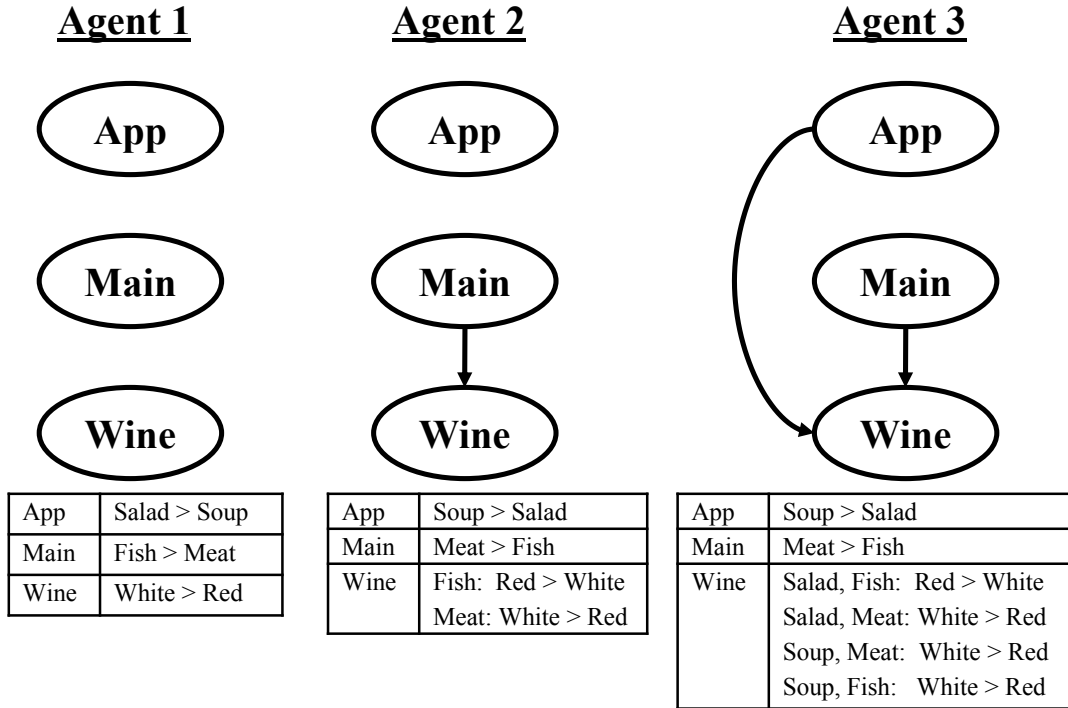 Agent 1
Agent 2
Agent 3
App
App
App
Main
Main
Main
Wine
Wine
Wine
App Salad > Soup
Main Fish > Meat
Wine White > Red
App Soup > Salad
Main Meat > Fish
Wine Fish: Red > White
Meat: White > Red
App Soup > Salad
Main Meat > Fish
Wine Salad, Fish: Red > White
Salad, Meat: White > Red
Soup, Meat: White > Red
Soup, Fish: White > Red